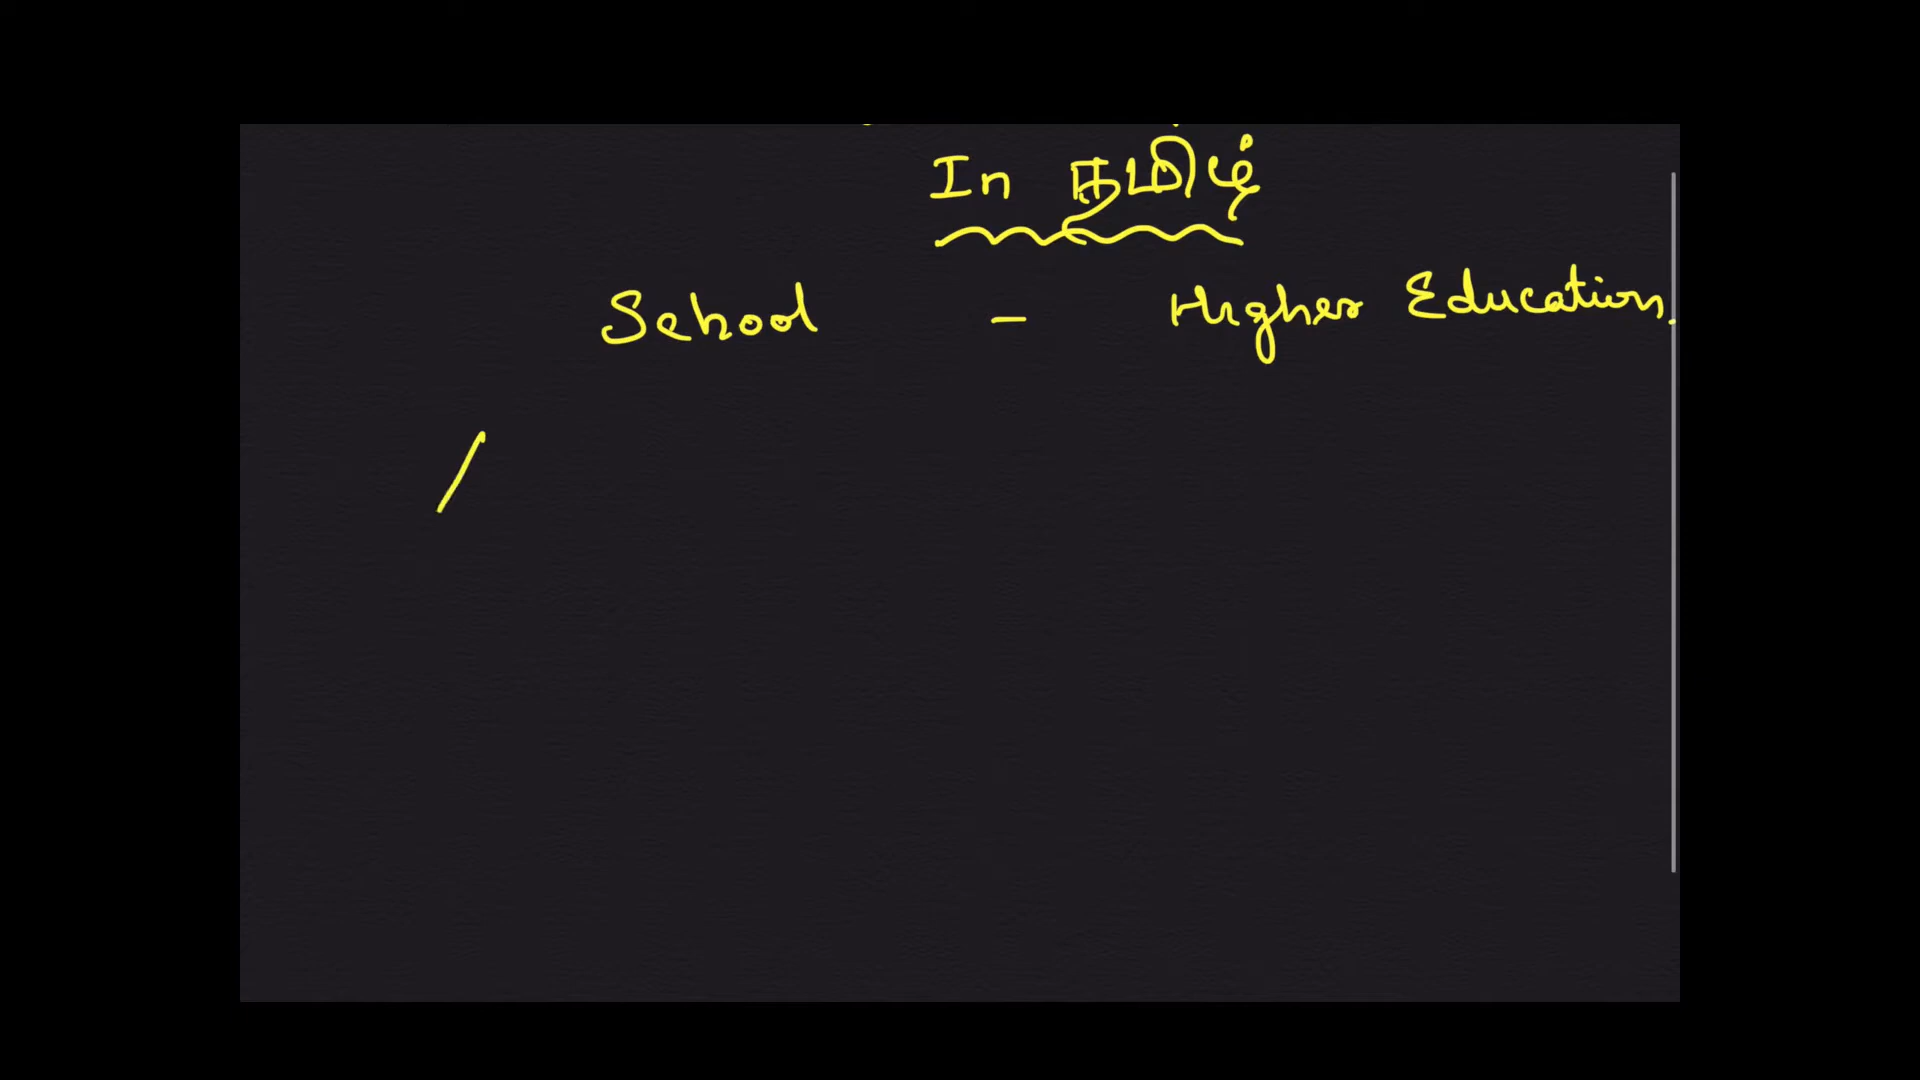 In தமிழ்
School - Higher Education.
/